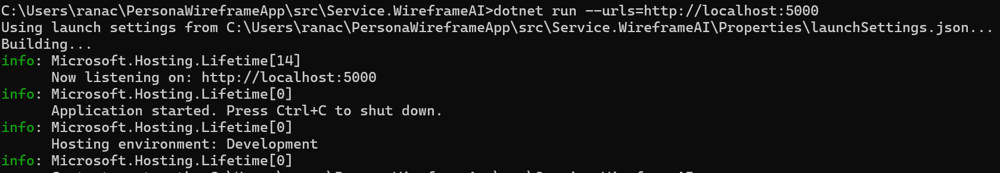 C:\Users\ranac\PersonaWireframeApp\src\Service.WireframeAI>dotnet run --urls=http://localhost:5000
Using launch settings from C:\Users\ranac\PersonaWireframeApp\src\Service.WireframeAI\Properties\launchSettings.json...
Building...
info: Microsoft.Hosting.Lifetime[14]
      Now listening on: http://localhost:5000
info: Microsoft.Hosting.Lifetime[0]
      Application started. Press Ctrl+C to shut down.
info: Microsoft.Hosting.Lifetime[0]
      Hosting environment: Development
info: Microsoft.Hosting.Lifetime[0]